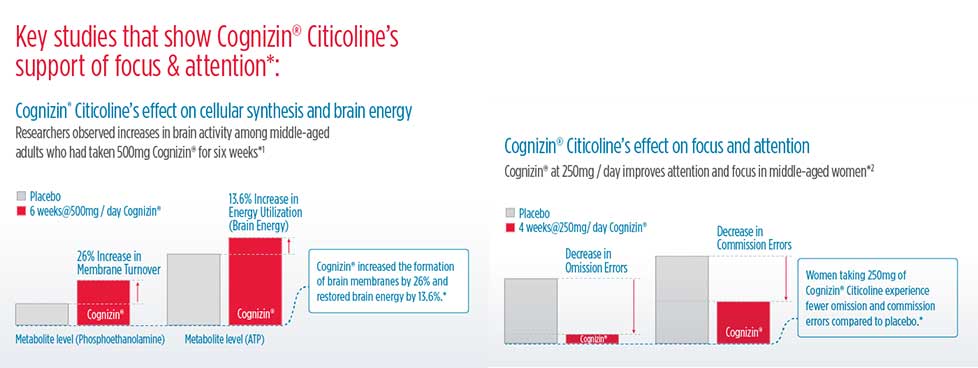 Key studies that show Cognizin® Citicoline's
support of focus & attention*:
Cognizin® Citicoline's effect on cellular synthesis and brain energy
Researchers observed increases in brain activity among middle-aged
adults who had taken 500mg Cognizin® for six weeks*1
Placebo
6 weeks@500mg / day Cognizin®
26% Increase in
Membrane Turnover
13.6% Increase in
Energy Utilization
(Brain Energy)
Cognizin®
Cognizin®
Metabolite level (Phosphoethanolamine)
Metabolite level (ATP)
Cognizin® increased the formation
of brain membranes by 26% and
restored brain energy by 13.6%.*
Cognizin® Citicoline's effect on focus and attention
Cognizin® at 250mg / day improves attention and focus in middle-aged women*2
Placebo
4 weeks@250mg/ day Cognizin®
Decrease in
Omission Errors
Decrease in
Commission Errors
Cognizin®
Cognizin®
Women taking 250mg of
Cognizin® Citicoline experience
fewer omission and commission
errors compared to placebo.*